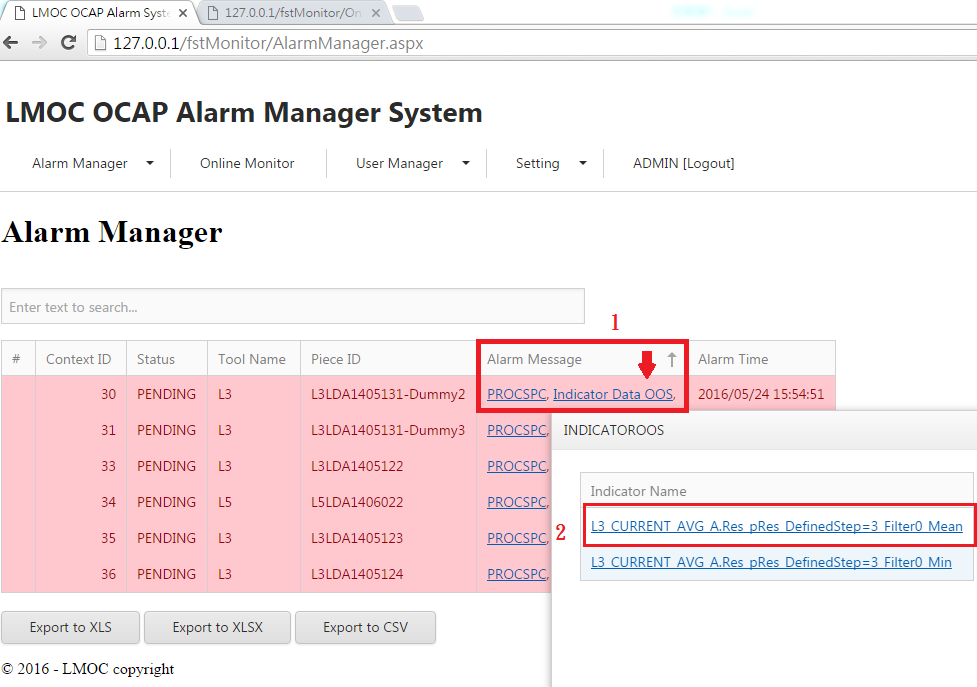 LMOC OCAP Alarm Syste
127.0.0.1/fstMonitor/On
127.0.0.1/fstMonitor/AlarmManager.aspx
LMOC OCAP Alarm Manager System
Alarm Manager Online Monitor User Manager Setting ADMIN [Logout]
Alarm Manager
Enter text to search...
1
# Context ID Status Tool Name Piece ID Alarm Message Alarm Time
30 PENDING L3 L3LDA1405131-Dummy2 PROCSPC, Indicator Data OOS, 2016/05/24 15:54:51
31 PENDING L3 L3LDA1405131-Dummy3 PROCSPC,
33 PENDING L3 L3LDA1405122 PROCSPC,
34 PENDING L5 L5LDA1406022 PROCSPC,
35 PENDING L3 L3LDA1405123 PROCSPC,
36 PENDING L3 L3LDA1405124 PROCSPC,
INDICATOROOS
Indicator Name
2
L3_CURRENT_AVG_A.Res_pRes_DefinedStep=3_Filter0_Mean
L3_CURRENT_AVG_A.Res_pRes_DefinedStep=3_Filter0_Min
Export to XLS Export to XLSX Export to CSV
© 2016 - LMOC copyright